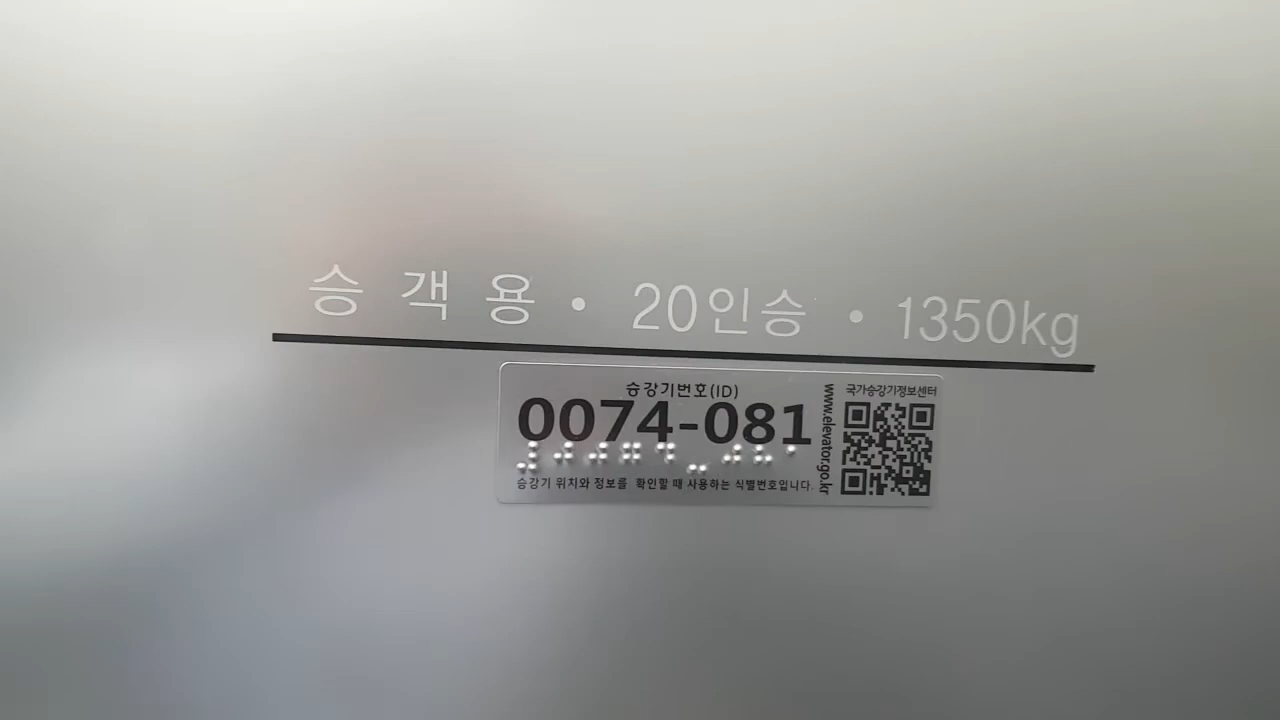 승 객 용 • 20인승 • 1350kg
승강기번호(ID)
0074-081
승강기 위치와 정보를 확인할 때 사용하는 식별번호입니다.
www.elevator.go.kr
국가승강기정보센터